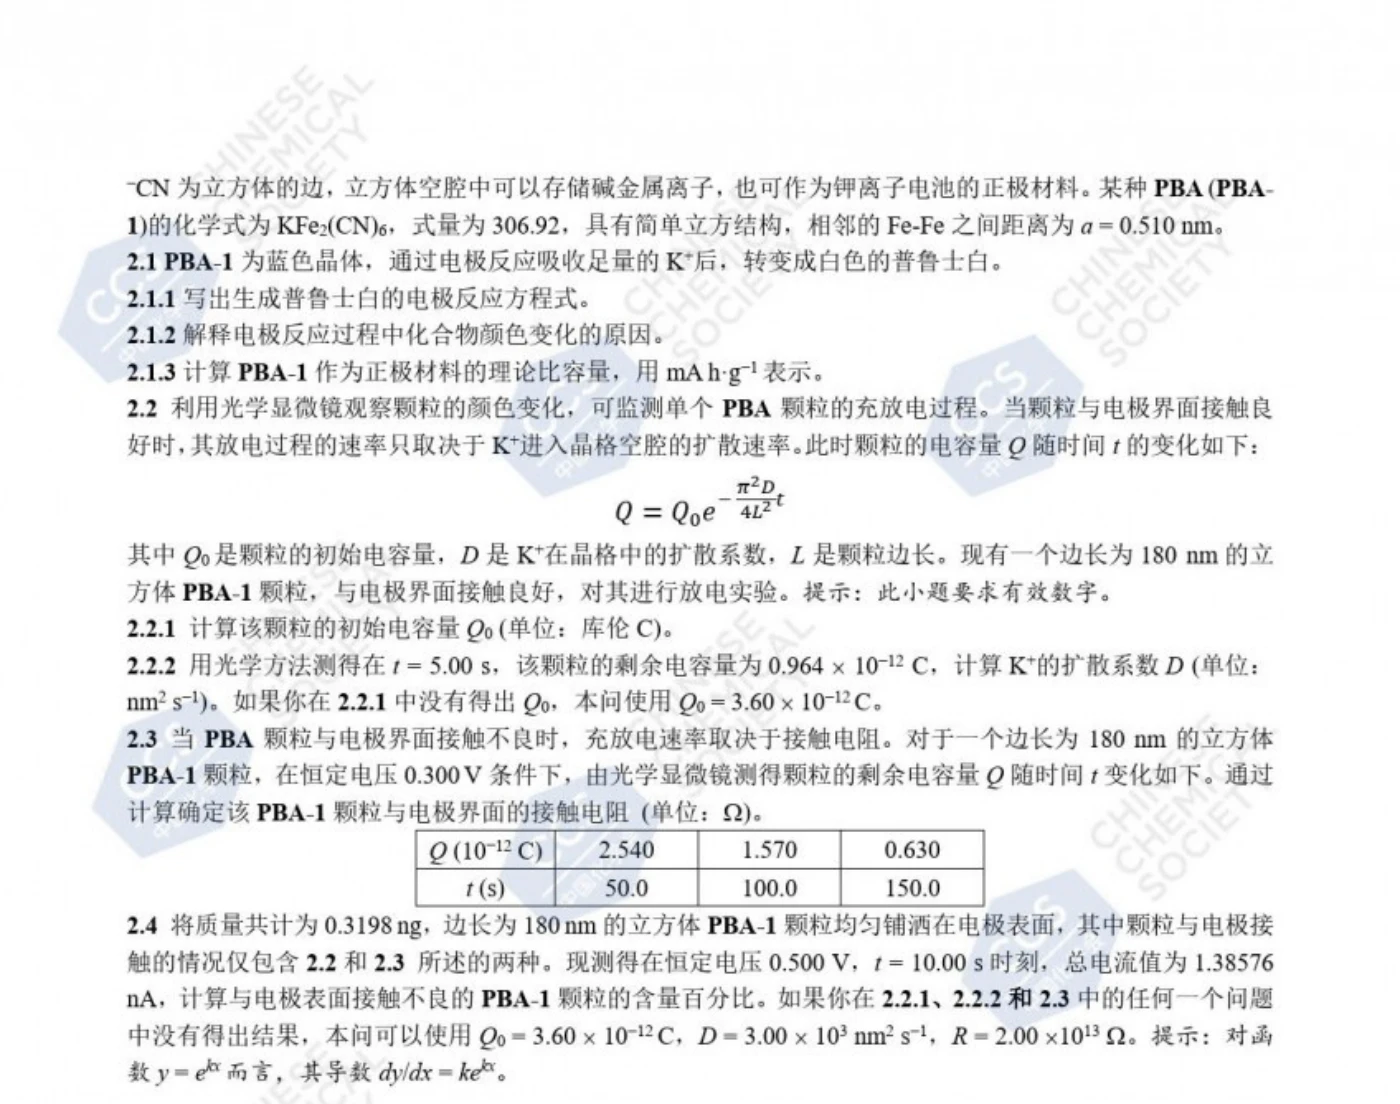 ⁻CN 为立方体的边，立方体空腔中可以存储碱金属离子，也可作为钾离子电池的正极材料。某种 PBA (PBA-
1)的化学式为 KFe₂(CN)₆，式量为 306.92，具有简单立方结构，相邻的 Fe-Fe 之间距离为 a = 0.510 nm。
2.1 PBA-1 为蓝色晶体，通过电极反应吸收足量的 K⁺后，转变成白色的普鲁士白。
2.1.1 写出生成普鲁士白的电极反应方程式。
2.1.2 解释电极反应过程中化合物颜色变化的原因。
2.1.3 计算 PBA-1 作为正极材料的理论比容量，用 mA h·g⁻¹ 表示。
2.2 利用光学显微镜观察颗粒的颜色变化，可监测单个 PBA 颗粒的充放电过程。当颗粒与电极界面接触良
好时，其放电过程的速率只取决于 K⁺进入晶格空腔的扩散速率。此时颗粒的电容量 Q 随时间 t 的变化如下：
Q = Q₀e^{-\frac{π²D}{4L²}t}
其中 Q₀ 是颗粒的初始电容量，D 是 K⁺在晶格中的扩散系数，L 是颗粒边长。现有一个边长为 180 nm 的立
方体 PBA-1 颗粒，与电极界面接触良好，对其进行放电实验。提示：此小题要求有效数字。
2.2.1 计算该颗粒的初始电容量 Q₀ (单位：库伦 C)。
2.2.2 用光学方法测得在 t = 5.00 s，该颗粒的剩余电容量为 0.964 × 10⁻¹² C，计算 K⁺的扩散系数 D (单位：
nm² s⁻¹)。如果你在 2.2.1 中没有得出 Q₀，本问使用 Q₀ = 3.60 × 10⁻¹² C。
2.3 当 PBA 颗粒与电极界面接触不良时，充放电速率取决于接触电阻。对于一个边长为 180 nm 的立方体
PBA-1 颗粒，在恒定电压 0.300 V 条件下，由光学显微镜测得颗粒的剩余电容量 Q 随时间 t 变化如下。通过
计算确定该 PBA-1 颗粒与电极界面的接触电阻 (单位：Ω)。
Q (10⁻¹² C) 2.540 1.570 0.630
t (s) 50.0 100.0 150.0
2.4 将质量共计为 0.3198 ng，边长为 180 nm 的立方体 PBA-1 颗粒均匀铺洒在电极表面，其中颗粒与电极接
触的情况仅包含 2.2 和 2.3 所述的两种。现测得在恒定电压 0.500 V，t = 10.00 s 时刻，总电流值为 1.38576
nA，计算与电极表面接触不良的 PBA-1 颗粒的含量百分比。如果你在 2.2.1、2.2.2 和 2.3 中的任何一个问题
中没有得出结果，本问可以使用 Q₀ = 3.60 × 10⁻¹² C，D = 3.00 × 10³ nm² s⁻¹，R = 2.00 ×10¹³ Ω。提示：对函
数 y = eᵏˣ 而言，其导数 dy/dx = keᵏˣ。
CHINESE CHEMICAL SOCIETY
CCS